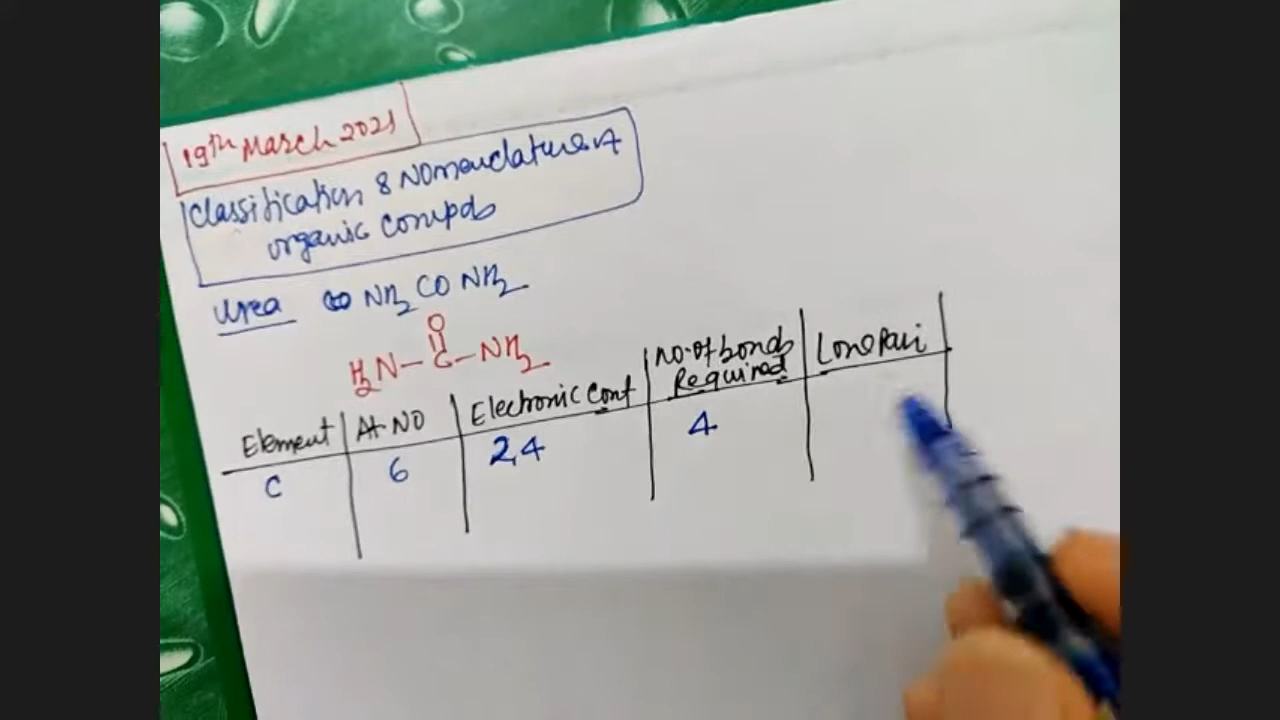 19th March 2021
Classification & Nomenclature of
organic compds
Urea NH2 CO NH2
O
H2N-C-NH2
Element At NO Electronic Conf No. of bonds Required Lone Pair
C 6 2,4 4